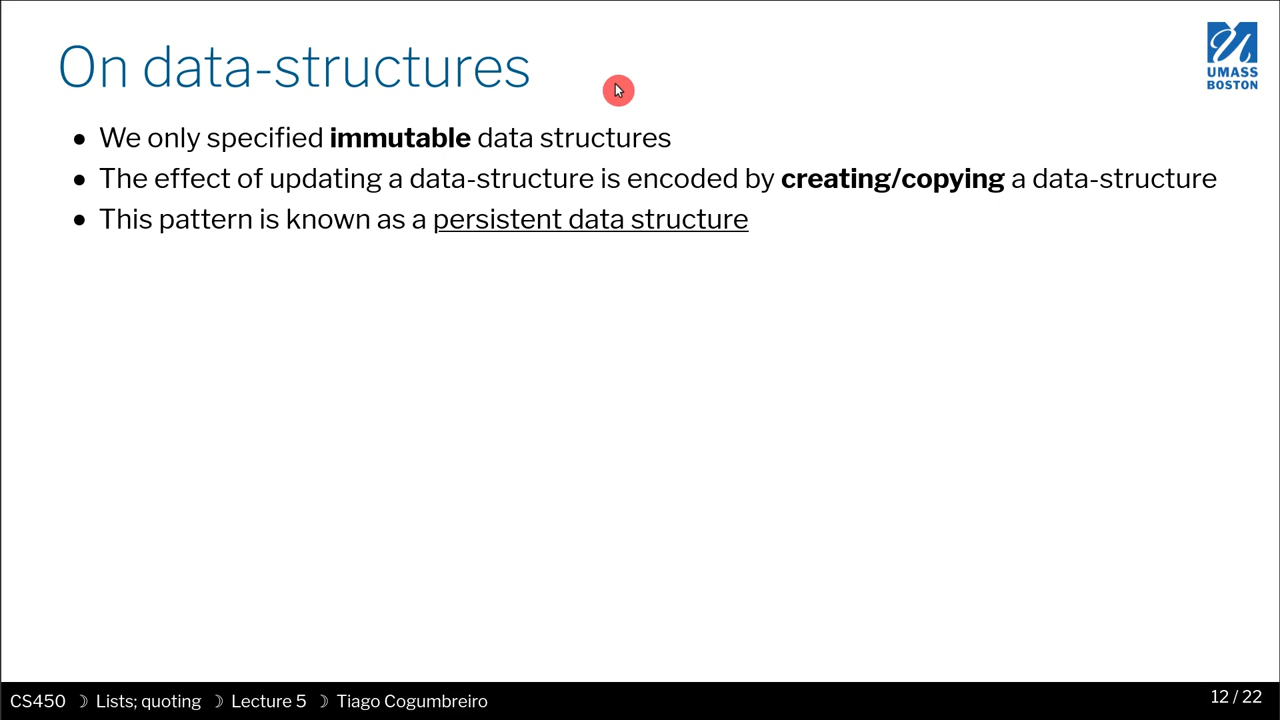 On data-structures
UMASS
BOSTON
• We only specified immutable data structures
• The effect of updating a data-structure is encoded by creating/copying a data-structure
• This pattern is known as a persistent data structure
CS450 ☽ Lists; quoting ☽ Lecture 5 ☽ Tiago Cogumbreiro
12 / 22